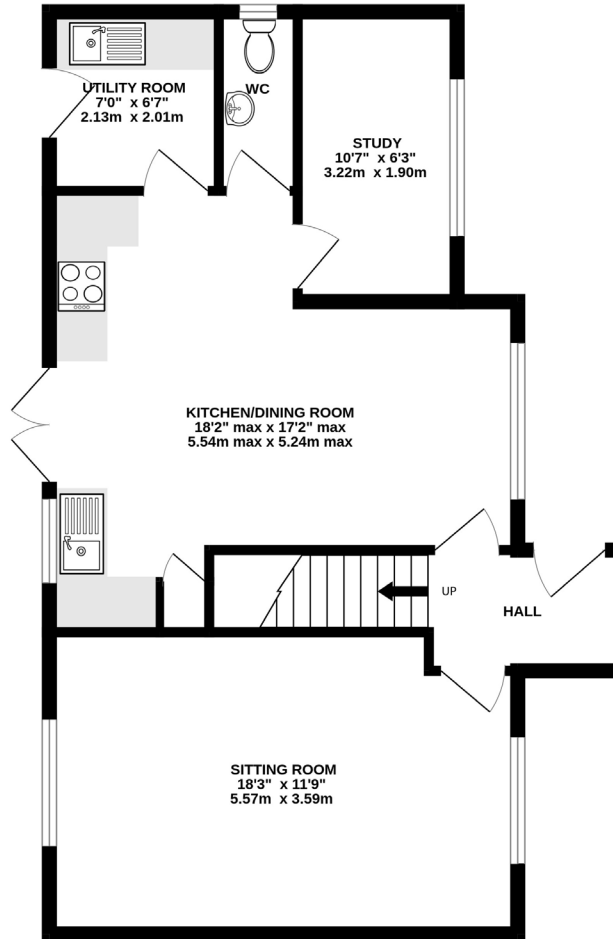 UTILITY ROOM
7'0" x 6'7"
2.13m x 2.01m
WC
STUDY
10'7" x 6'3"
3.22m x 1.90m
KITCHEN/DINING ROOM
18'2" max x 17'2" max
5.54m max x 5.24m max
UP
HALL
SITTING ROOM
18'3" x 11'9"
5.57m x 3.59m